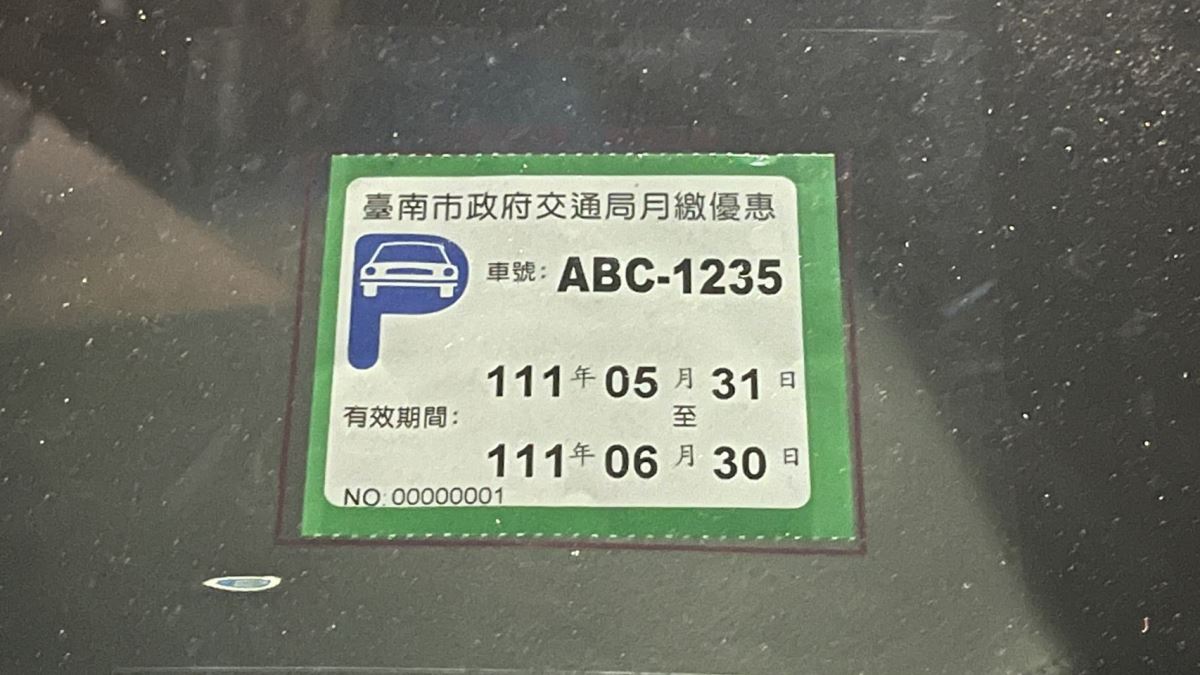 臺南市政府交通局月繳優惠
P
車號：ABC-1235
111年05月31日
有效期間：至
111年06月30日
NO:00000001